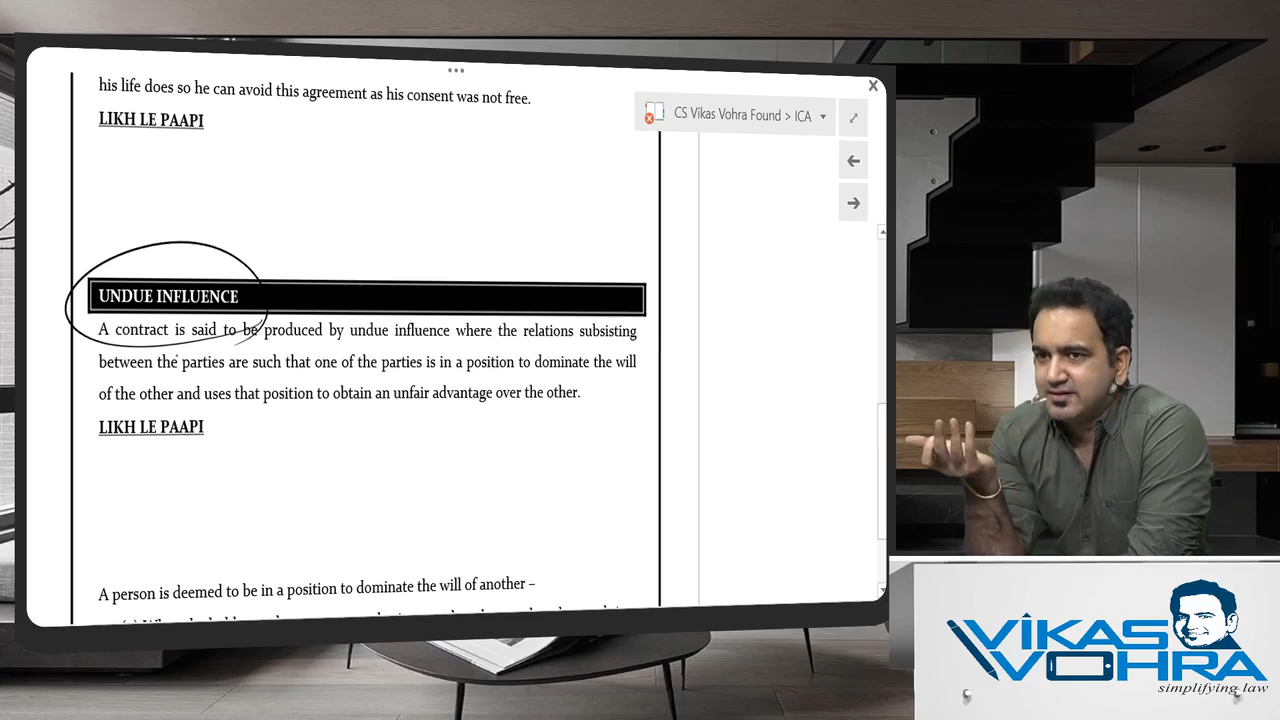 his life does so he can avoid this agreement as his consent was not free.
LIKH LE PAAPI
CS Vikas Vohra Found > ICA
UNDUE INFLUENCE
A contract is said to be produced by undue influence where the relations subsisting
between the parties are such that one of the parties is in a position to dominate the will
of the other and uses that position to obtain an unfair advantage over the other.
LIKH LE PAAPI
A person is deemed to be in a position to dominate the will of another –
VIKAS
VOHRA
simplifying law